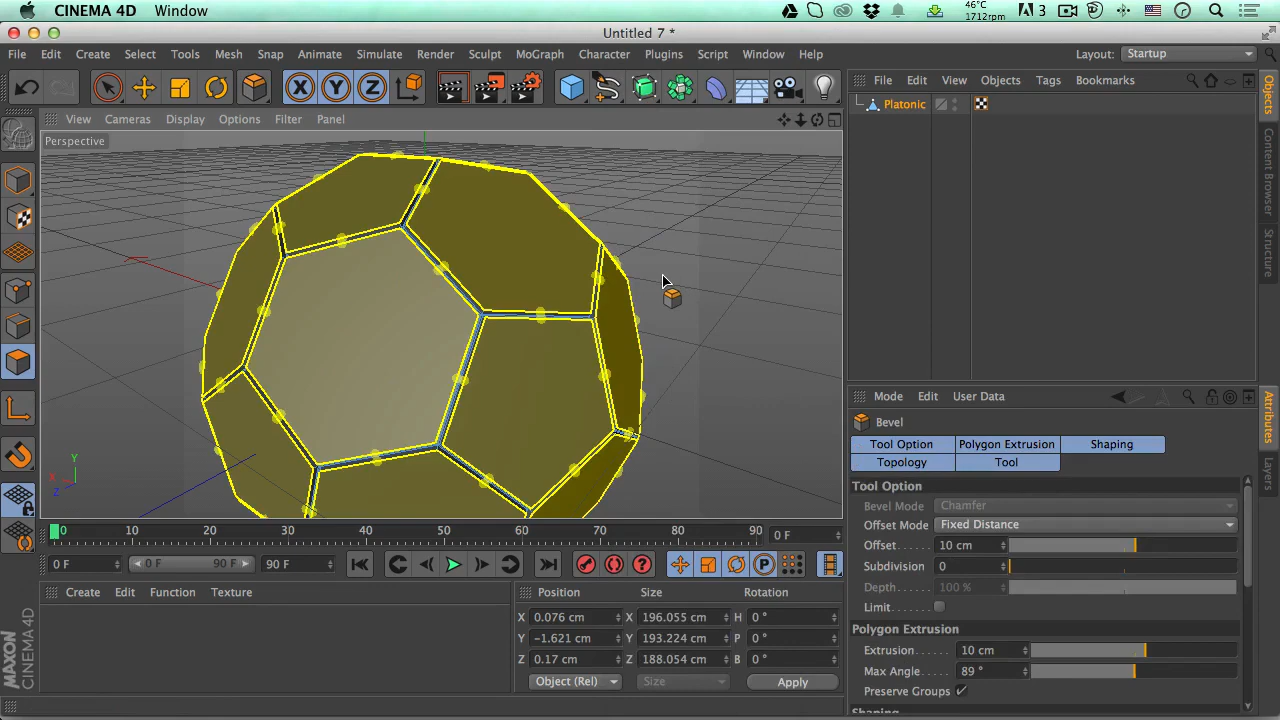 CINEMA 4D Window 46°C 1712rpm 3
Untitled 7 *
File Edit Create Select Tools Mesh Snap Animate Simulate Render Sculpt MoGraph Character Plugins Script Window Help Layout: Startup
X Y Z
File Edit View Objects Tags Bookmarks
Platonic
View Cameras Display Options Filter Panel
Perspective
Y
X
Z
Objects
Content Browser
Structure
Attributes
Layers
Mode Edit User Data
Bevel
Tool Option Polygon Extrusion Shaping
Topology Tool
Tool Option
Bevel Mode Chamfer
Offset Mode Fixed Distance
Offset 10 cm
Subdivision 0
Depth 100 %
Limit
Polygon Extrusion
Extrusion 10 cm
Max Angle 89 °
Preserve Groups
Shaping
0 10 20 30 40 50 60 70 80 90 0 F
0 F 0 F 90 F 90 F
P
Create Edit Function Texture
Position Size Rotation
X 0.076 cm X 196.055 cm H 0 °
Y -1.621 cm Y 193.224 cm P 0 °
Z 0.17 cm Z 188.054 cm B 0 °
Object (Rel) Size Apply
MAXON
CINEMA 4D